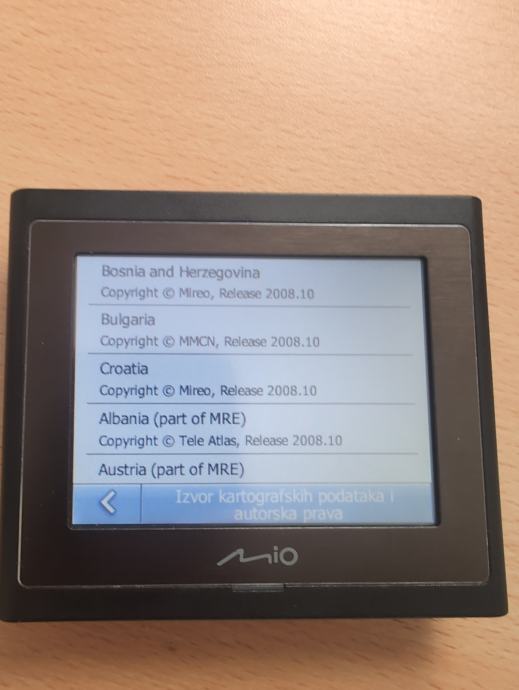 Bosnia and Herzegovina
Copyright © Mireo, Release 2008.10
Bulgaria
Copyright © MMCN, Release 2008.10
Croatia
Copyright © Mireo, Release 2008.10
Albania (part of MRE)
Copyright © Tele Atlas, Release 2008.10
Austria (part of MRE)
Izvor kartografskih podataka i
autorska prava
Mio